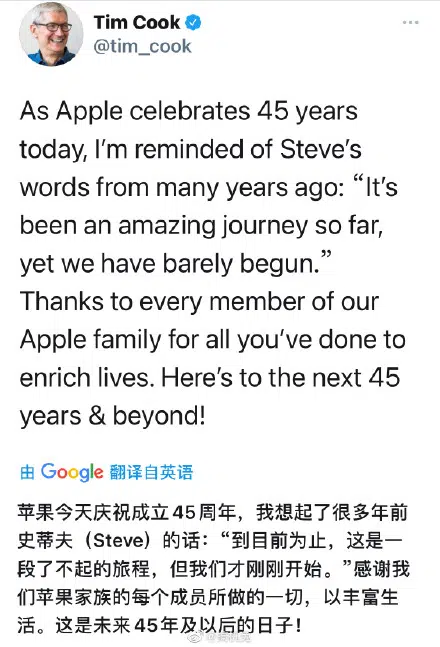 Tim Cook
@tim_cook
As Apple celebrates 45 years
today, I'm reminded of Steve's
words from many years ago: “It's
been an amazing journey so far,
yet we have barely begun.”
Thanks to every member of our
Apple family for all you've done to
enrich lives. Here's to the next 45
years & beyond!
由 Google 翻译自英语
苹果今天庆祝成立45周年，我想起了很多年前
史蒂夫（Steve）的话：“到目前为止，这是一
段了不起的旅程，但我们才刚刚开始。”感谢我
们苹果家族的每个成员所做的一切，以丰富生
活。这是未来45年及以后的日子！